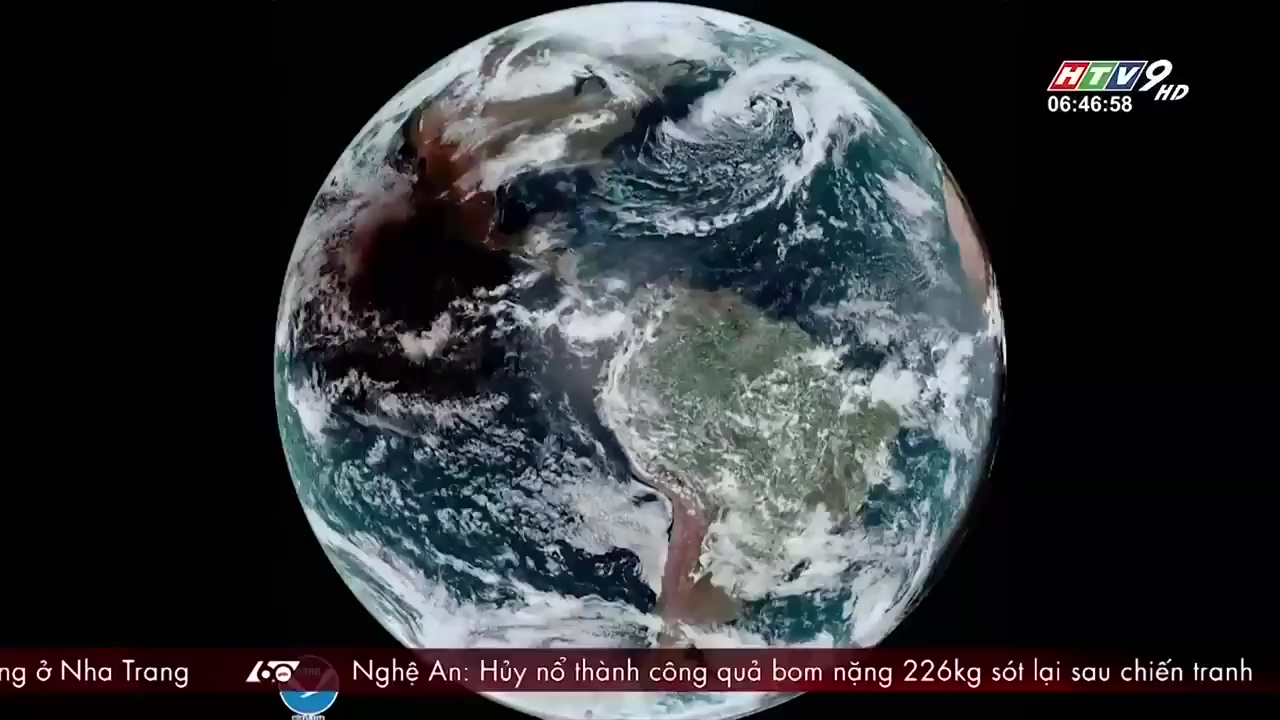 HTV9 HD
06:46:58
ng ở Nha Trang
60 Nghệ An: Hủy nổ thành công quả bom nặng 226kg sót lại sau chiến tranh